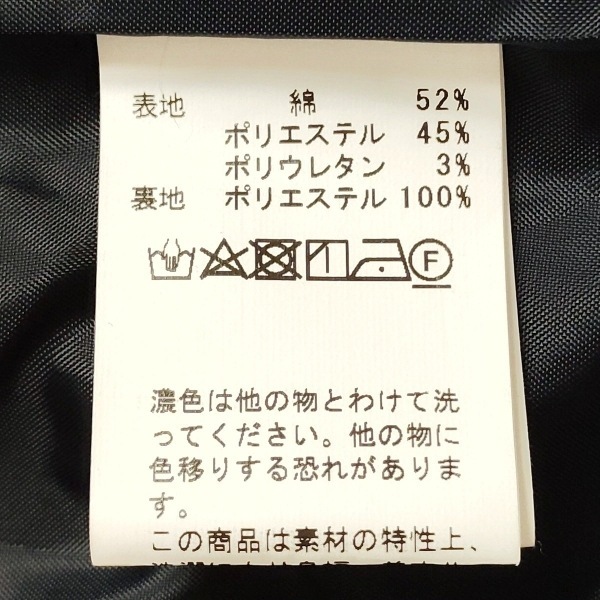 表地 綿 52%
ポリエステル 45%
ポリウレタン 3%
裏地 ポリエステル 100%
F
濃色は他の物とわけて洗
ってください。他の物に
色移りする恐れがありま
す。
この商品は素材の特性上、